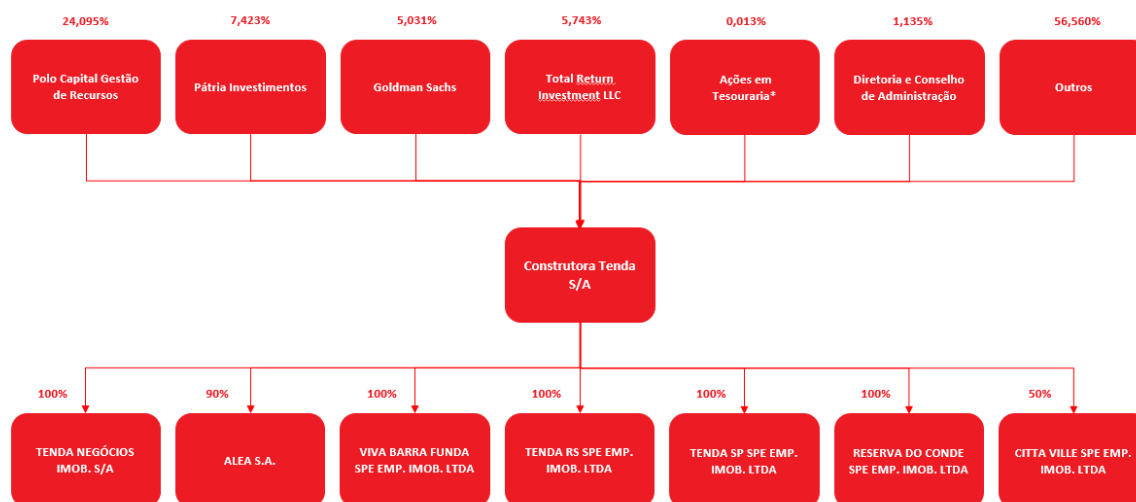 24,095%
7,423%
5,031%
5,743%
0,013%
1,135%
56,560%
Polo Capital Gestão
de Recursos
Pátria Investimentos
Goldman Sachs
Total Return
Investment LLC
Ações em
Tesouraria*
Diretoria e Conselho
de Administração
Outros
Construtora Tenda
S/A
100%
90%
100%
100%
100%
100%
50%
TENDA NEGÓCIOS
IMOB. S/A
ALEA S.A.
VIVA BARRA FUNDA
SPE EMP. IMOB. LTDA
TENDA RS SPE EMP.
IMOB. LTDA
TENDA SP SPE EMP.
IMOB. LTDA
RESERVA DO CONDE
SPE EMP. IMOB. LTDA
CITTA VILLE SPE EMP.
IMOB. LTDA